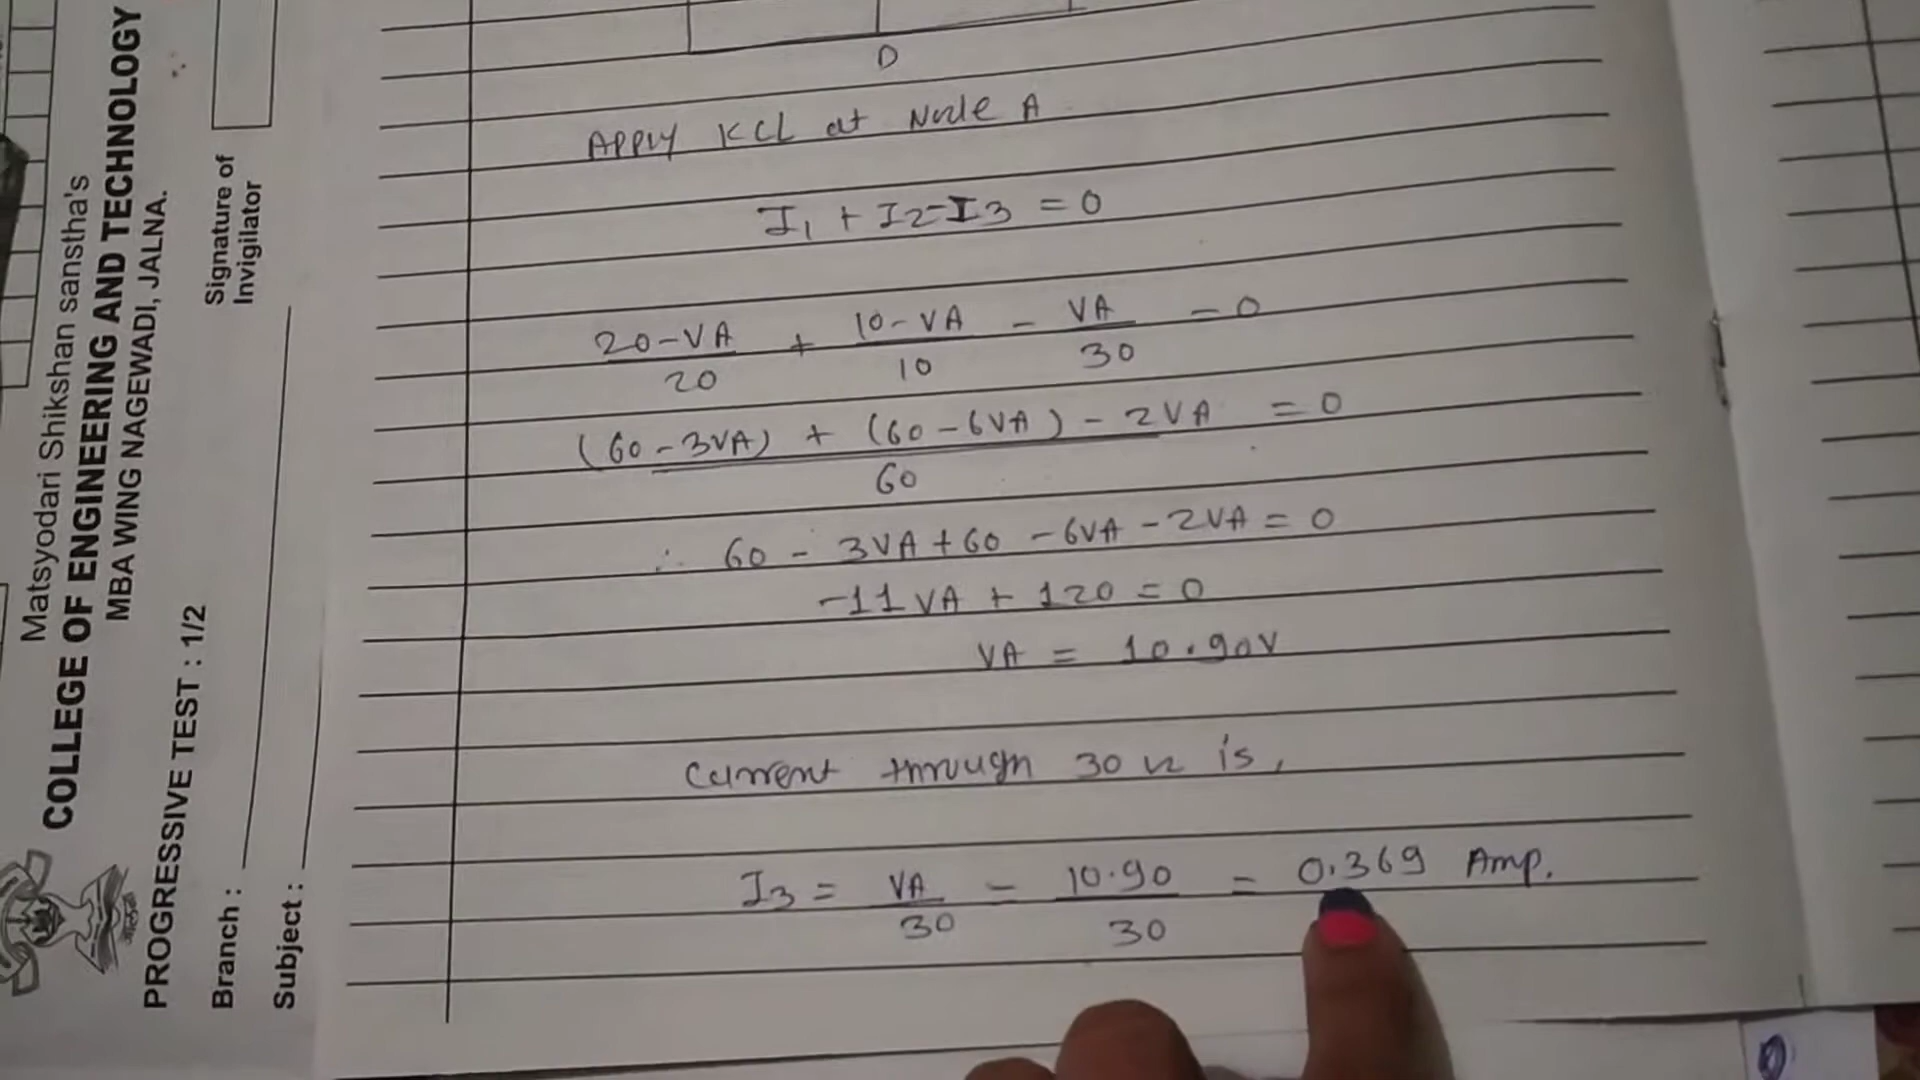 Matsyodari Shikshan sanstha's
COLLEGE OF ENGINEERING AND TECHNOLOGY
MBA WING NAGEWADI, JALNA.
PROGRESSIVE TEST : 1/2
Signature of
Invigilator
Branch :
Subject :
D
Apply KCL at Node A
I1 + I2 - I3 = 0
20-VA/20 + 10-VA/10 - VA/30 - 0
(60-3VA) + (60-6VA) - 2VA/60 = 0
∴ 60 - 3VA + 60 - 6VA - 2VA = 0
-11VA + 120 = 0
VA = 10.90V
Current through 30 Ω is,
I3 = VA/30 = 10.90/30 = 0.369 Amp.